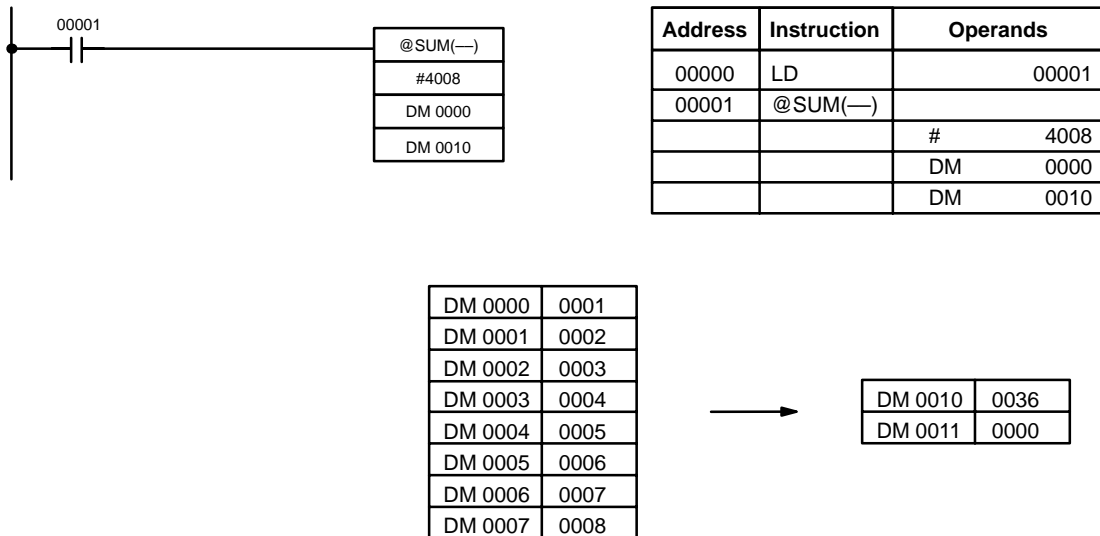 00001
@SUM(––)
#4008
DM 0000
DM 0010
Address Instruction Operands
00000 LD 00001
00001 @SUM(––)
# 4008
DM 0000
DM 0010
DM 0000 0001
DM 0001 0002
DM 0002 0003
DM 0003 0004
DM 0004 0005
DM 0005 0006
DM 0006 0007
DM 0007 0008
DM 0010 0036
DM 0011 0000